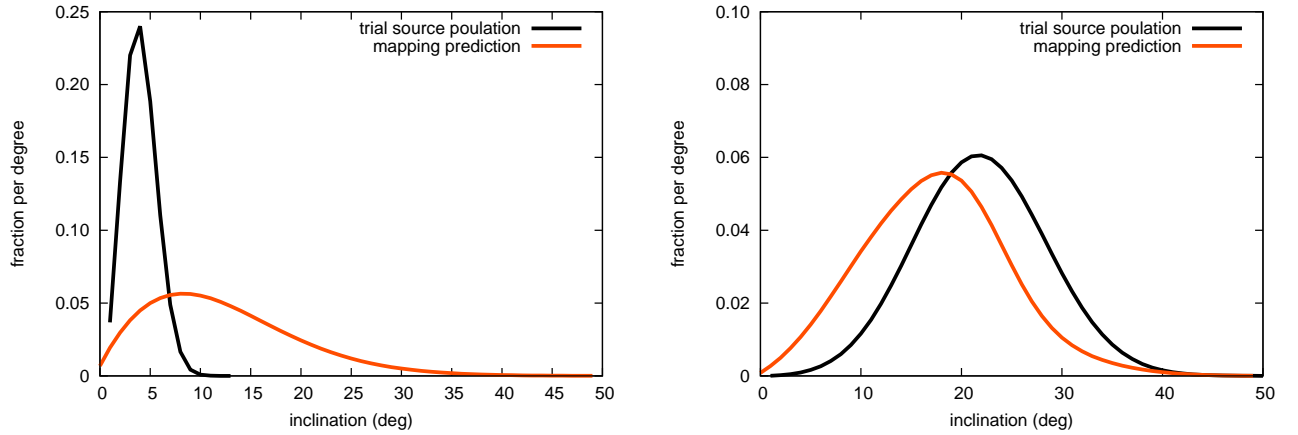 trial source poulation
mapping prediction
0.25
0.20
0.15
0.10
0.05
0
fraction per degree
0 5 10 15 20 25 30 35 40 45 50
inclination (deg)
trial source poulation
mapping prediction
0.10
0.08
0.06
0.04
0.02
0
fraction per degree
0 10 20 30 40 50
inclination (deg)